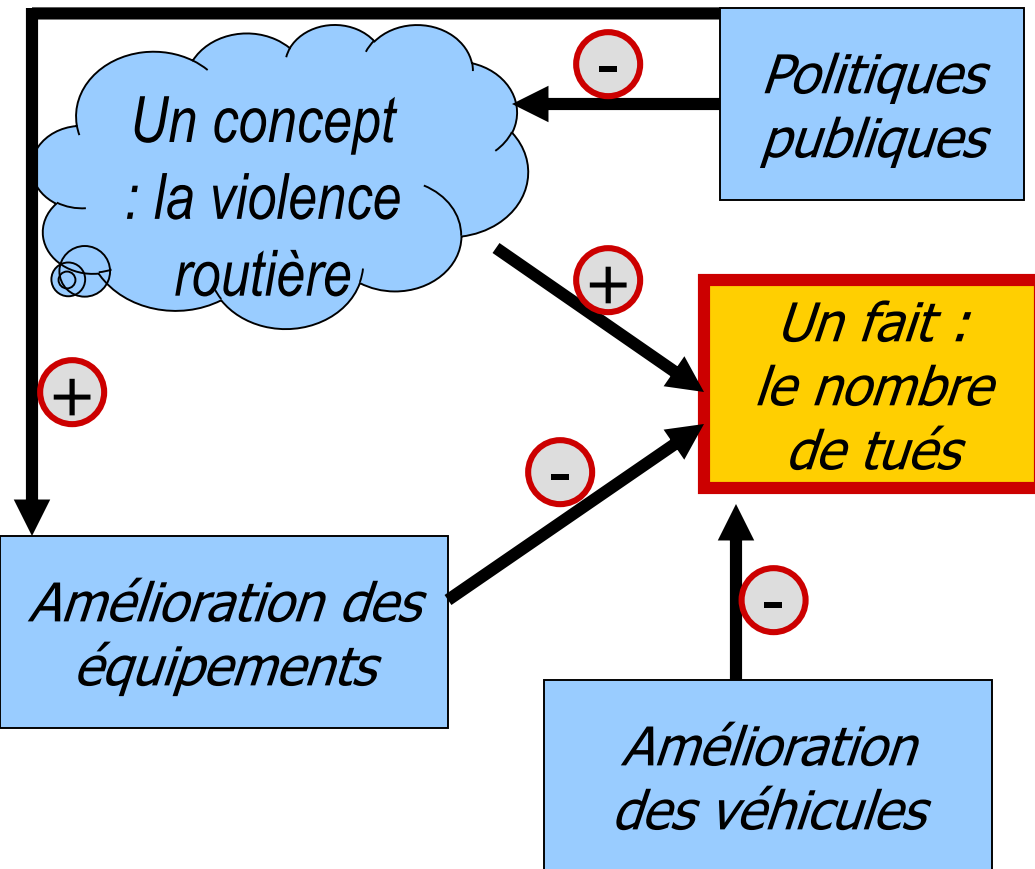 Un concept
: la violence
routière
-
Politiques
publiques
+
Un fait :
le nombre
de tués
+
-
Amélioration des
équipements
-
Amélioration
des véhicules